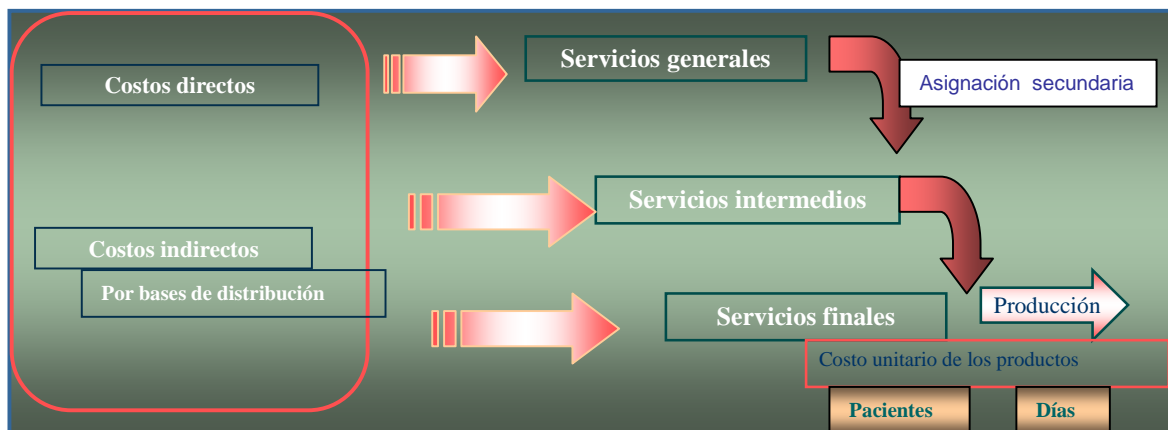 Servicios generales
Costos directos
Asignación secundaria
Servicios intermedios
Costos indirectos
Por bases de distribución
Servicios finales
Producción
Costo unitario de los productos
Pacientes
Días